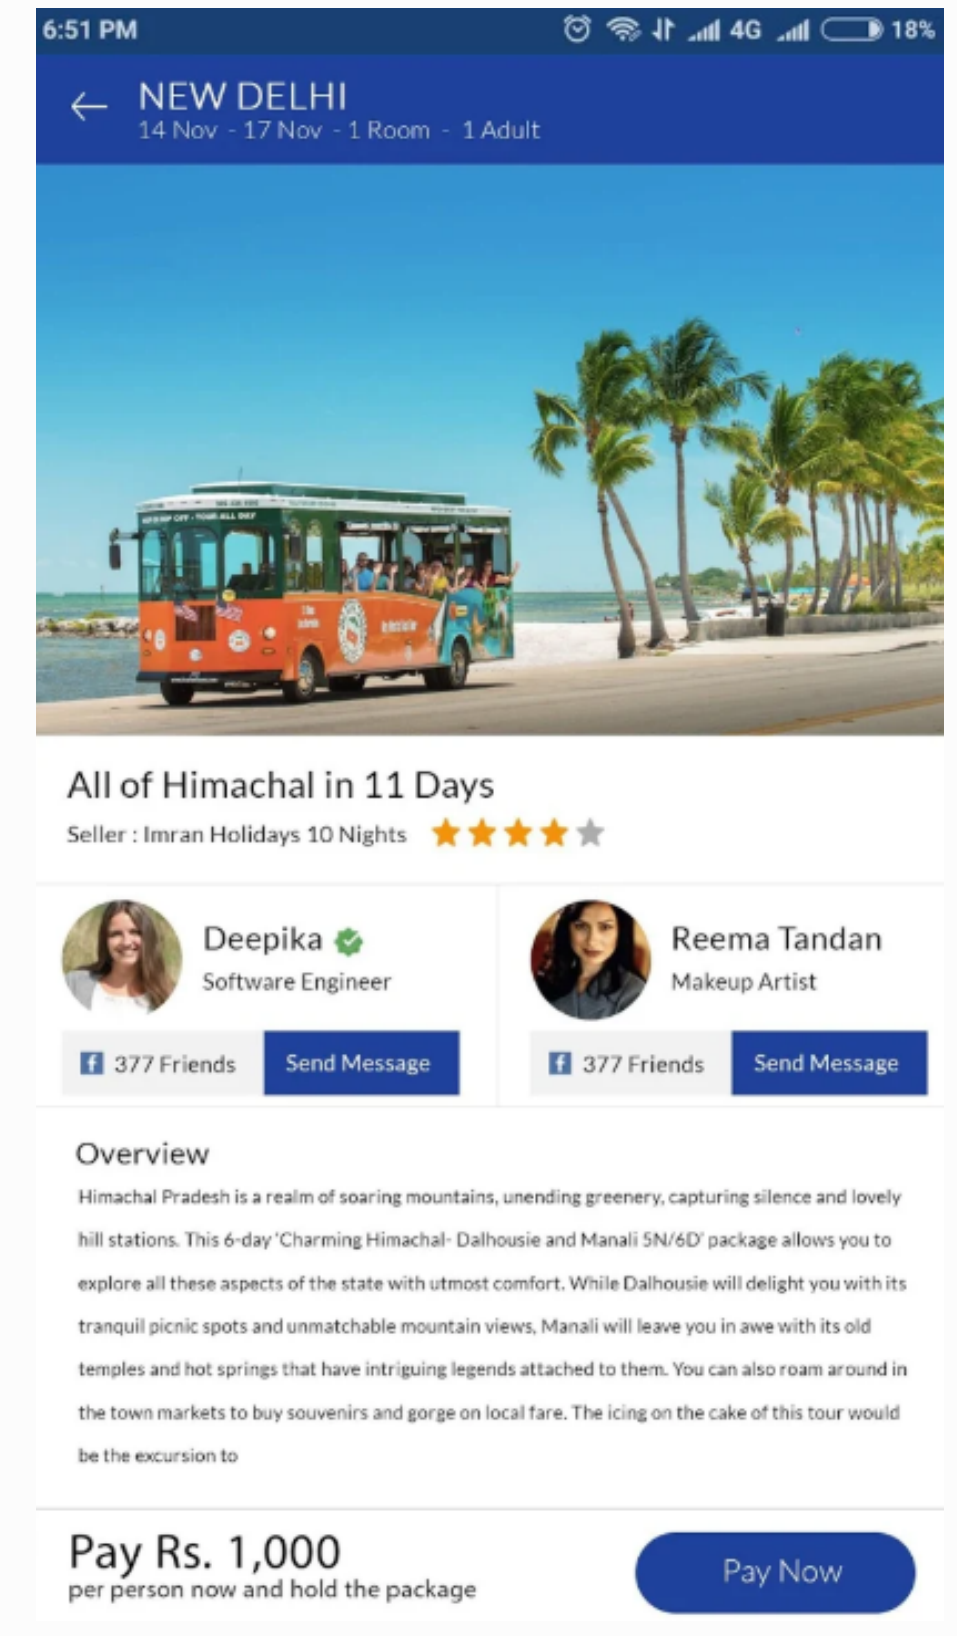 6:51 PM 4G 18%
NEW DELHI
14 Nov - 17 Nov - 1 Room - 1 Adult
TOUR ALL DAY
All of Himachal in 11 Days
Seller : Imran Holidays 10 Nights
Deepika
Software Engineer
f 377 Friends Send Message
Reema Tandan
Makeup Artist
f 377 Friends Send Message
Overview
Himachal Pradesh is a realm of soaring mountains, unending greenery, capturing silence and lovely
hill stations. This 6-day 'Charming Himachal- Dalhousie and Manali 5N/6D' package allows you to
explore all these aspects of the state with utmost comfort. While Dalhousie will delight you with its
tranquil picnic spots and unmatchable mountain views, Manali will leave you in awe with its old
temples and hot springs that have intriguing legends attached to them. You can also roam around in
the town markets to buy souvenirs and gorge on local fare. The icing on the cake of this tour would
be the excursion to
Pay Rs. 1,000
per person now and hold the package
Pay Now